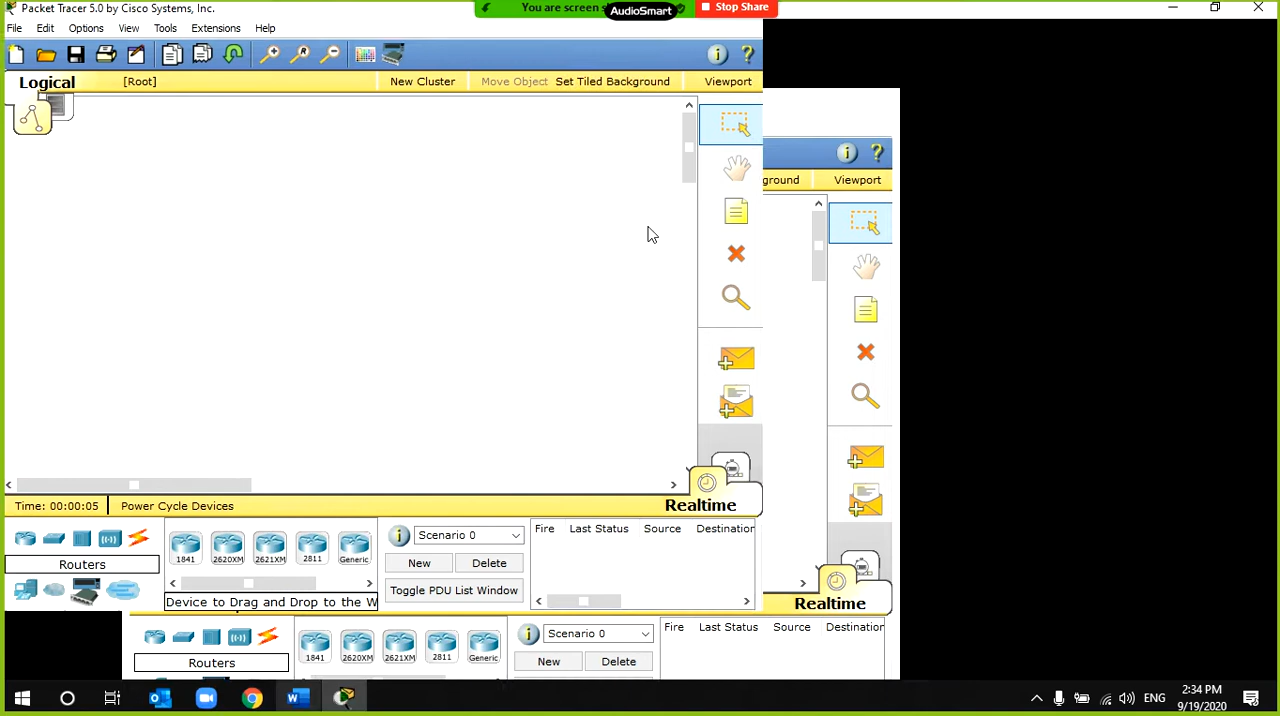 Packet Tracer 5.0 by Cisco Systems, Inc.
You are screen s
AudioSmart
Stop Share
File Edit Options View Tools Extensions Help
R
i ?
Logical [Root] New Cluster Move Object Set Tiled Background Viewport
i ?
ground Viewport
Time: 00:00:05 Power Cycle Devices
Realtime
Routers
1841 2620XM 2621XM 2811 Generic
Device to Drag and Drop to the W
i Scenario 0
New Delete
Toggle PDU List Window
Fire Last Status Source Destination
Realtime
Routers
1841 2620XM 2621XM 2811 Generic
i Scenario 0
New Delete
Fire Last Status Source Destination
ENG
2:34 PM
9/19/2020